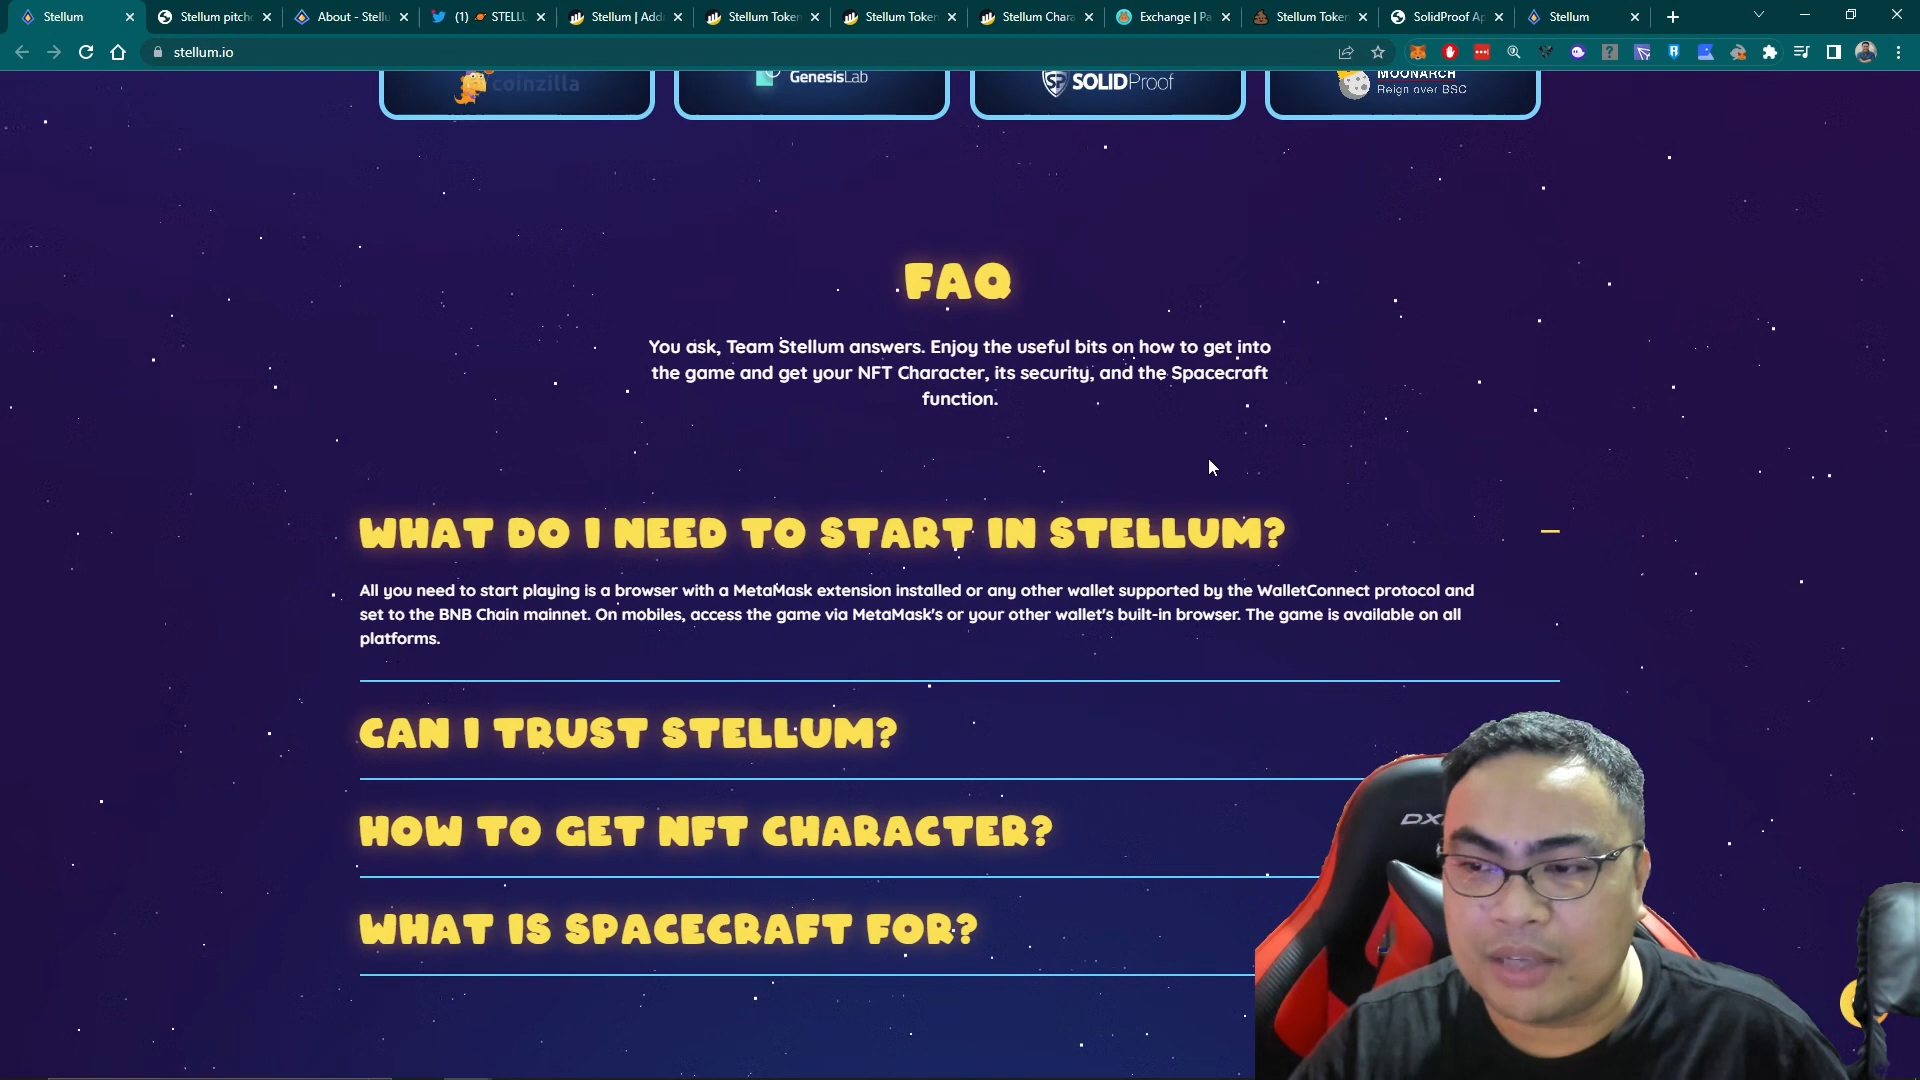 Stellum
Stellum pitchd
About - Stellu
(1) STELLU
Stellum | Add
Stellum Token
Stellum Token
Stellum Chara
Exchange | Pa
Stellum Token
SolidProof Ap
Stellum
stellum.io
coinzilla
GenesisLab
SOLIDProof
MOONARCH
Reign over BSC
FAQ
You ask, Team Stellum answers. Enjoy the useful bits on how to get into
the game and get your NFT Character, its security, and the Spacecraft
function.
WHAT DO I NEED TO START IN STELLUM?
All you need to start playing is a browser with a MetaMask extension installed or any other wallet supported by the WalletConnect protocol and
set to the BNB Chain mainnet. On mobiles, access the game via MetaMask's or your other wallet's built-in browser. The game is available on all
platforms.
CAN I TRUST STELLUM?
HOW TO GET NFT CHARACTER?
WHAT IS SPACECRAFT FOR?